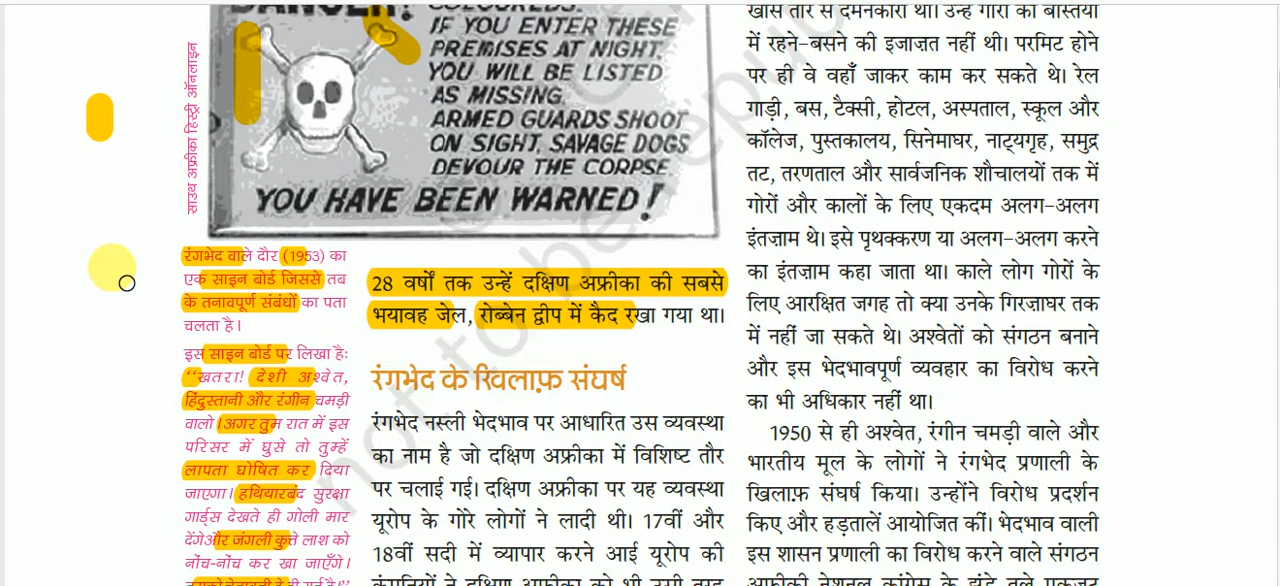 DANGER!
COLOUREDS.
IF YOU ENTER THESE
PREMISES AT NIGHT,
YOU WILL BE LISTED
AS MISSING.
ARMED GUARDS SHOOT
ON SIGHT, SAVAGE DOGS
DEVOUR THE CORPSE.
YOU HAVE BEEN WARNED!
साउथ अफ्रीका हिस्ट्री ऑनलाइन
रंगभेद वाले दौर (1953) का
एक साइन बोर्ड जिससे तब
के तनावपूर्ण संबंधों का पता
चलता है।
इस साइन बोर्ड पर लिखा हैः
‘‘खतरा! देशी अश्वेत,
हिंदुस्तानी और रंगीन चमड़ी
वालो। अगर तुम रात में इस
परिसर में घुसे तो तुम्हें
लापता घोषित कर दिया
जाएगा। हथियारबंद सुरक्षा
गार्ड्स देखते ही गोली मार
देंगे और जंगली कुत्ते लाश को
नोंच-नोंच कर खा जाएँगे।
28 वर्षों तक उन्हें दक्षिण अफ़्रीका की सबसे
भयावह जेल, रोब्बेन द्वीप में कैद रखा गया था।
रंगभेद के खिलाफ़ संघर्ष
रंगभेद नस्ली भेदभाव पर आधारित उस व्यवस्था
का नाम है जो दक्षिण अफ़्रीका में विशिष्ट तौर
पर चलाई गई। दक्षिण अफ़्रीका पर यह व्यवस्था
यूरोप के गोरे लोगों ने लादी थी। 17वीं और
18वीं सदी में व्यापार करने आई यूरोप की
खास तौर से दमनकारी थी। उन्हें गोरों की बस्तियों
में रहने-बसने की इजाज़त नहीं थी। परमिट होने
पर ही वे वहाँ जाकर काम कर सकते थे। रेल
गाड़ी, बस, टैक्सी, होटल, अस्पताल, स्कूल और
कॉलेज, पुस्तकालय, सिनेमाघर, नाट्यगृह, समुद्र
तट, तरणताल और सार्वजनिक शौचालयों तक में
गोरों और कालों के लिए एकदम अलग-अलग
इंतज़ाम थे। इसे पृथक्करण या अलग-अलग करने
का इंतज़ाम कहा जाता था। काले लोग गोरों के
लिए आरक्षित जगह तो क्या उनके गिरज़ाघर तक
में नहीं जा सकते थे। अश्वेतों को संगठन बनाने
और इस भेदभावपूर्ण व्यवहार का विरोध करने
का भी अधिकार नहीं था।
1950 से ही अश्वेत, रंगीन चमड़ी वाले और
भारतीय मूल के लोगों ने रंगभेद प्रणाली के
खिलाफ़ संघर्ष किया। उन्होंने विरोध प्रदर्शन
किए और हड़तालें आयोजित कीं। भेदभाव वाली
इस शासन प्रणाली का विरोध करने वाले संगठन
अफ़्रीकी नेशनल कांग्रेस के झंडे तले एकजुट